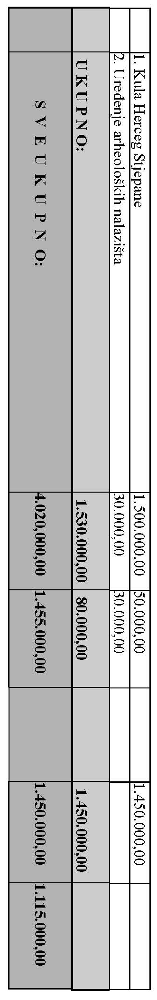 1. Kula Herceg Stjepane 1.500.000,00 50.000,00 1.450.000,00
2. Uređenje arheoloških nalazišta 30.000,00 30.000,00
U K U P N O: 1.530.000,00 80.000,00 1.450.000,00
S V E U K U P N O: 4.020,000,00 1.455.000,00 1.450.000,00 1.115.000,00